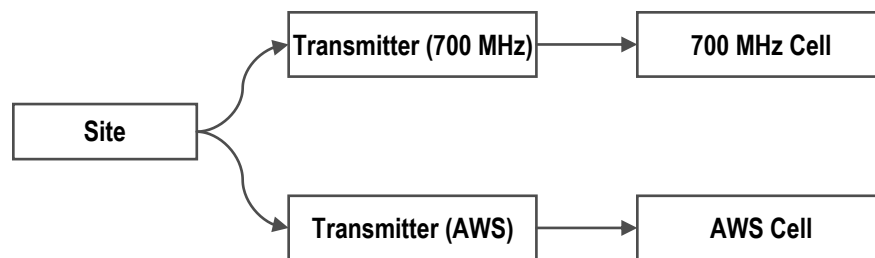 Transmitter (700 MHz)
700 MHz Cell
Site
Transmitter (AWS)
AWS Cell